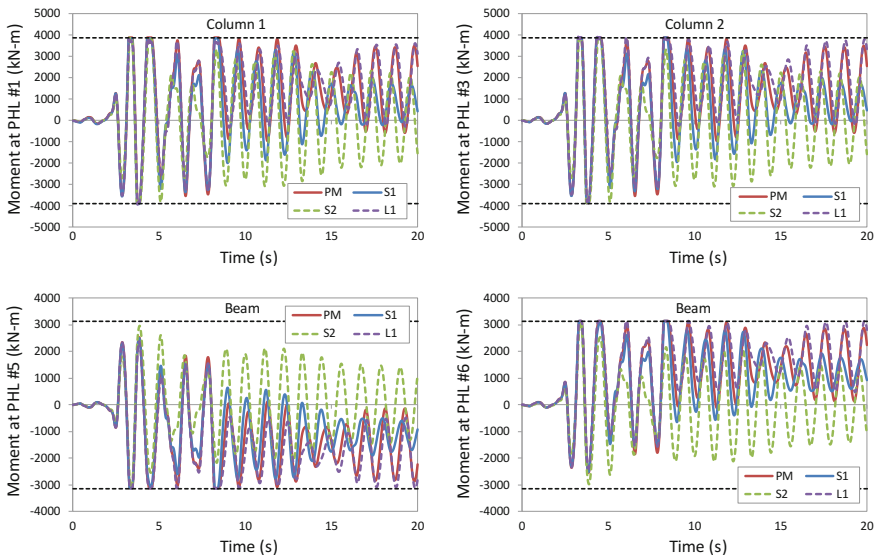 Column 1
Moment at PHL #1 (kN-m)
5000
4000
3000
2000
1000
0
-1000
-2000
-3000
-4000
-5000
PM S1
S2 L1
0 5 10 15 20
Time (s)
Column 2
Moment at PHL #3 (kN-m)
5000
4000
3000
2000
1000
0
-1000
-2000
-3000
-4000
-5000
PM S1
S2 L1
0 5 10 15 20
Time (s)
Beam
Moment at PHL #5 (kN-m)
4000
3000
2000
1000
0
-1000
-2000
-3000
-4000
PM S1
S2 L1
0 5 10 15 20
Time (s)
Beam
Moment at PHL #6 (kN-m)
4000
3000
2000
1000
0
-1000
-2000
-3000
-4000
PM S1
S2 L1
0 5 10 15 20
Time (s)